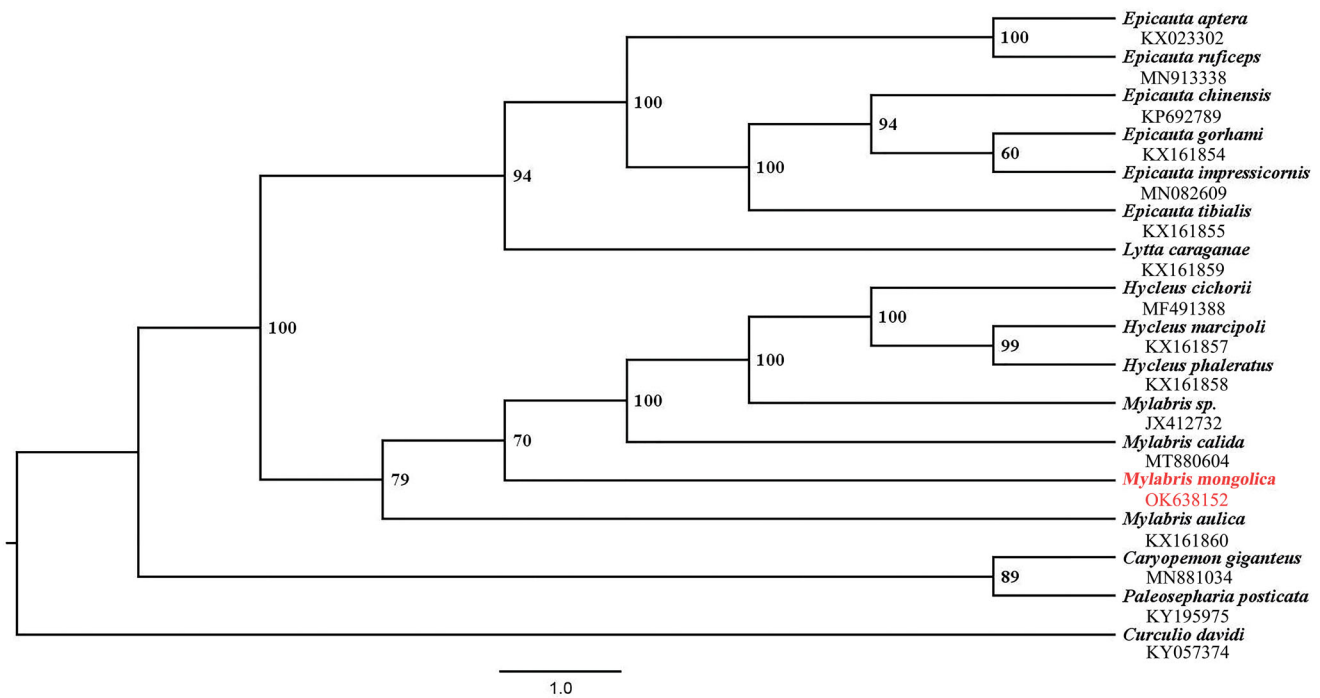 Epicauta aptera
100
KX023302
Epicauta ruficeps
MN913338
Epicauta chinensis
100
KP692789
94
Epicauta gorhami
60
KX161854
100
Epicauta impressicornis
94
MN082609
Epicauta tibialis
KX161855
Lytta caraganae
KX161859
Hycleus cichorii
MF491388
100
100
Hycleus marcipoli
99
KX161857
100
Hycleus phaleratus
KX161858
100
Mylabris sp.
JX412732
70
Mylabris calida
MT880604
79
Mylabris mongolica
OK638152
Mylabris aulica
KX161860
Caryopemon giganteus
89
MN881034
Paleosepharia posticata
KY195975
Curculio davidi
KY057374
1.0